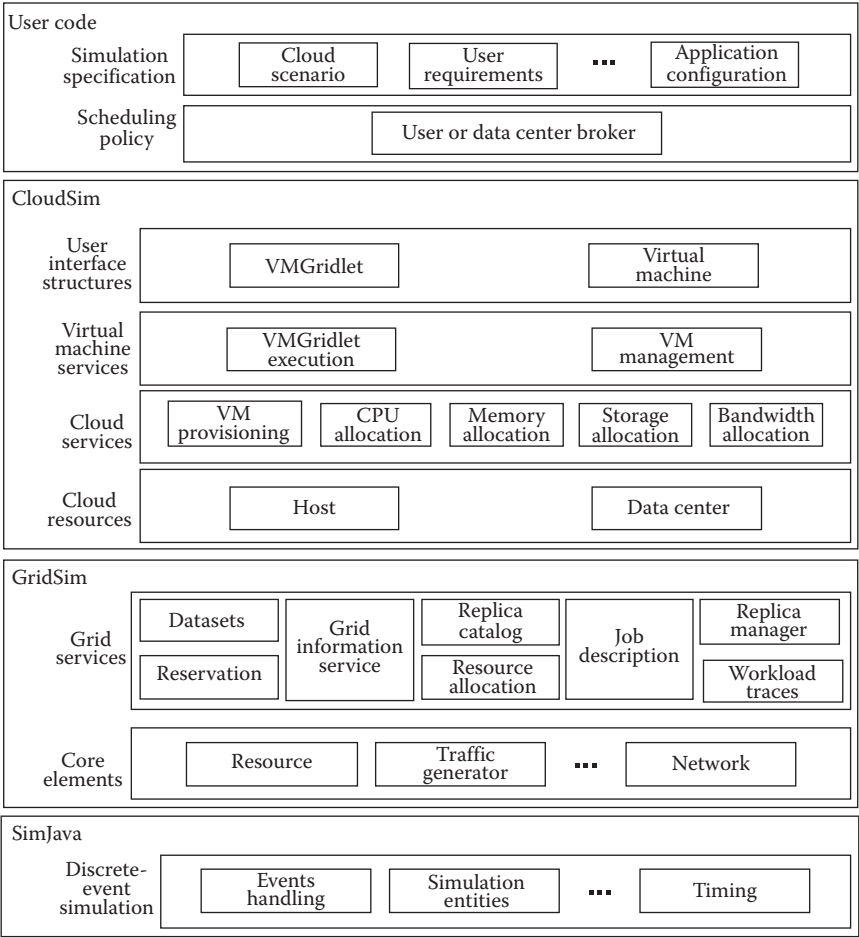 User code
Simulation
specification
Cloud
scenario
User
requirements
...
Application
configuration
Scheduling
policy
User or data center broker
CloudSim
User
interface
structures
VMGridlet
Virtual
machine
Virtual
machine
services
VMGridlet
execution
VM
management
Cloud
services
VM
provisioning
CPU
allocation
Memory
allocation
Storage
allocation
Bandwidth
allocation
Cloud
resources
Host
Data center
GridSim
Grid
services
Datasets
Reservation
Grid
information
service
Replica
catalog
Resource
allocation
Job
description
Replica
manager
Workload
traces
Core
elements
Resource
Traffic
generator
...
Network
SimJava
Discrete-
event
simulation
Events
handling
Simulation
entities
...
Timing